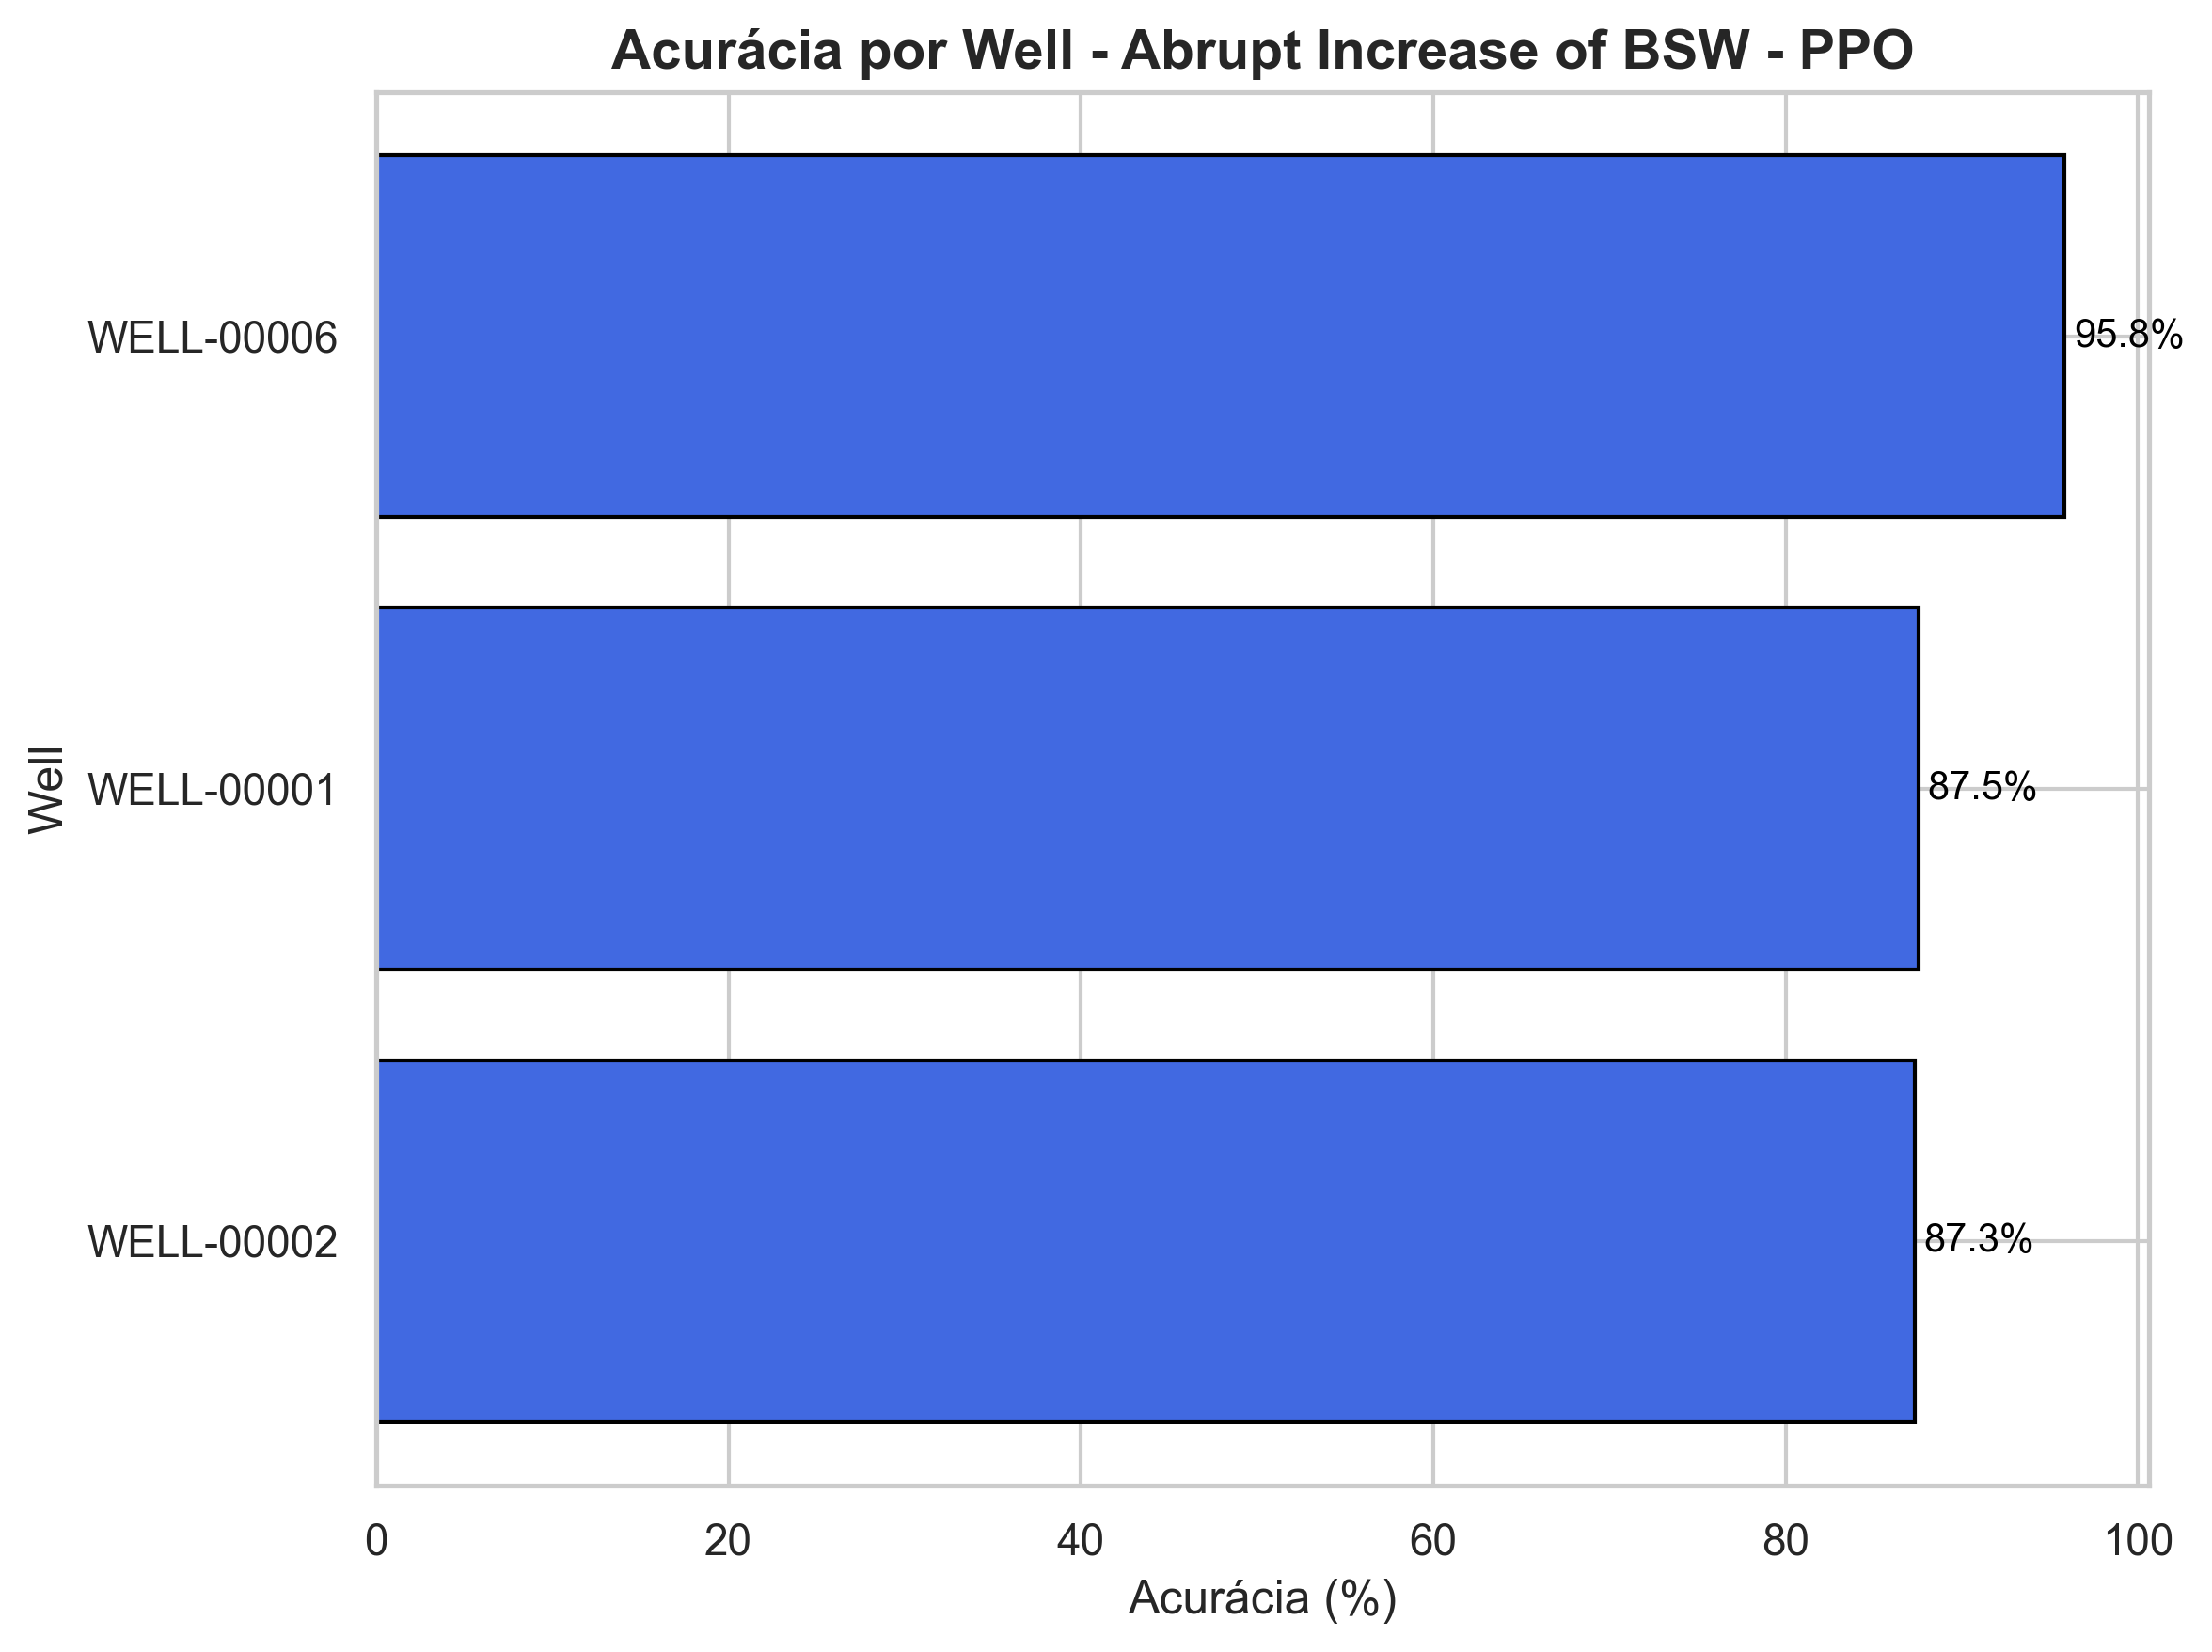 Acurácia por Well - Abrupt Increase of BSW - PPO
WELL-00006
95.8%
WELL-00001
87.5%
WELL-00002
87.3%
Well
0 20 40 60 80 100
Acurácia (%)